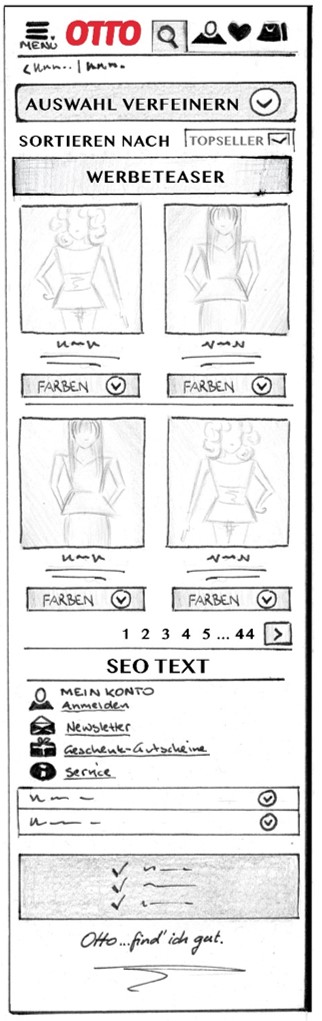 MENÜ OTTO
AUSWAHL VERFEINERN
SORTIEREN NACH TOPSELLER
WERBETEASER
FARBEN FARBEN
FARBEN FARBEN
1 2 3 4 5 ... 44 >
SEO TEXT
MEIN KONTO
Anmelden
Newsletter
Geschenk-Gutscheine
Service
Otto...find' ich gut.